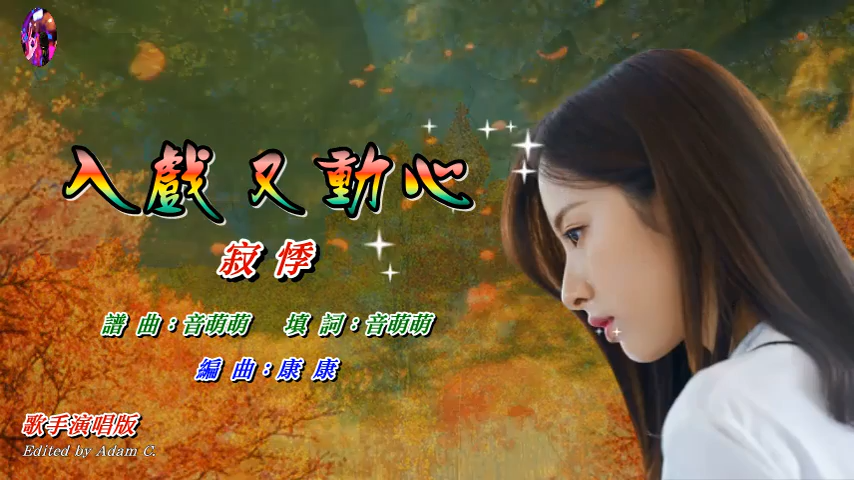 入戲又動心
寂悸
譜 曲：音萌萌 填 詞：音萌萌
編 曲：康 康
歌手演唱版
Edited by Adam C.